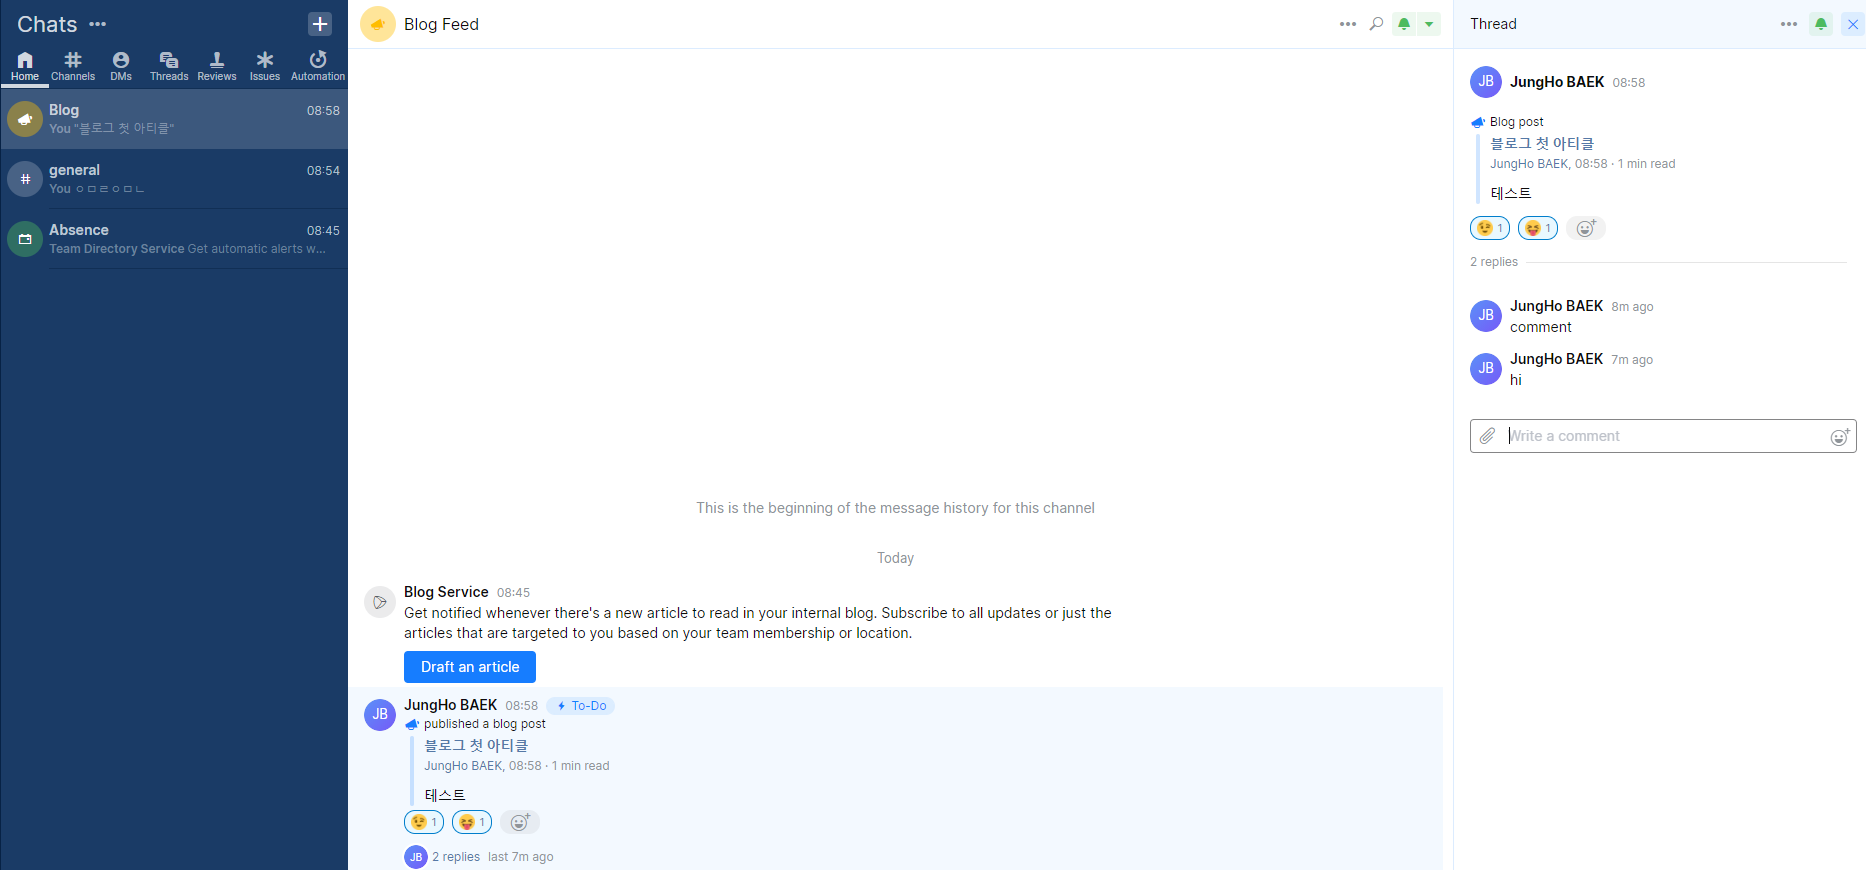 Chats
Home Channels DMs Threads Reviews Issues Automation
Blog 08:58
You "블로그 첫 아티클"
general 08:54
You ㅇㅁㄹㅇㅁㄴ
Absence 08:45
Team Directory Service Get automatic alerts w...
Blog Feed
This is the beginning of the message history for this channel
Today
Blog Service 08:45
Get notified whenever there's a new article to read in your internal blog. Subscribe to all updates or just the
articles that are targeted to you based on your team membership or location.
Draft an article
JB JungHo BAEK 08:58 To-Do
published a blog post
블로그 첫 아티클
JungHo BAEK, 08:58 · 1 min read
테스트
1 1
JB 2 replies last 7m ago
Thread
JB JungHo BAEK 08:58
Blog post
블로그 첫 아티클
JungHo BAEK, 08:58 · 1 min read
테스트
1 1
2 replies
JB JungHo BAEK 8m ago
comment
JB JungHo BAEK 7m ago
hi
Write a comment